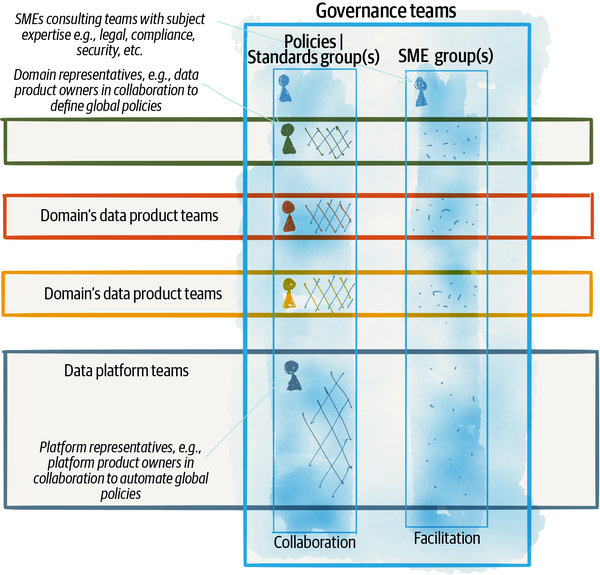 Governance teams
SMEs consulting teams with subject
expertise e.g., legal, compliance,
security, etc.
Policies |
Standards group(s)
SME group(s)
Domain representatives, e.g., data
product owners in collaboration to
define global policies
Domain's data product teams
Domain's data product teams
Data platform teams
Platform representatives, e.g.,
platform product owners in
collaboration to automate global
policies
Collaboration
Facilitation